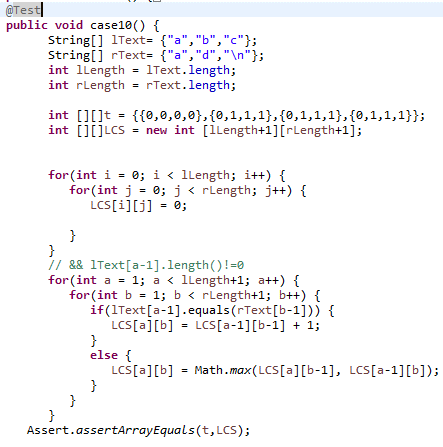 @Test
public void case10() {
String[] lText= {"a","b","c"};
String[] rText= {"a","d","\n"};
int lLength = lText.length;
int rLength = rText.length;
int [][]t = {{0,0,0,0},{0,1,1,1},{0,1,1,1},{0,1,1,1}};
int [][]LCS = new int [lLength+1][rLength+1];
for(int i = 0; i < lLength; i++) {
for(int j = 0; j < rLength; j++) {
LCS[i][j] = 0;
}
}
// && lText[a-1].length()!=0
for(int a = 1; a < lLength+1; a++) {
for(int b = 1; b < rLength+1; b++) {
if(lText[a-1].equals(rText[b-1])) {
LCS[a][b] = LCS[a-1][b-1] + 1;
}
else {
LCS[a][b] = Math.max(LCS[a][b-1], LCS[a-1][b]);
}
}
}
Assert.assertArrayEquals(t,LCS);